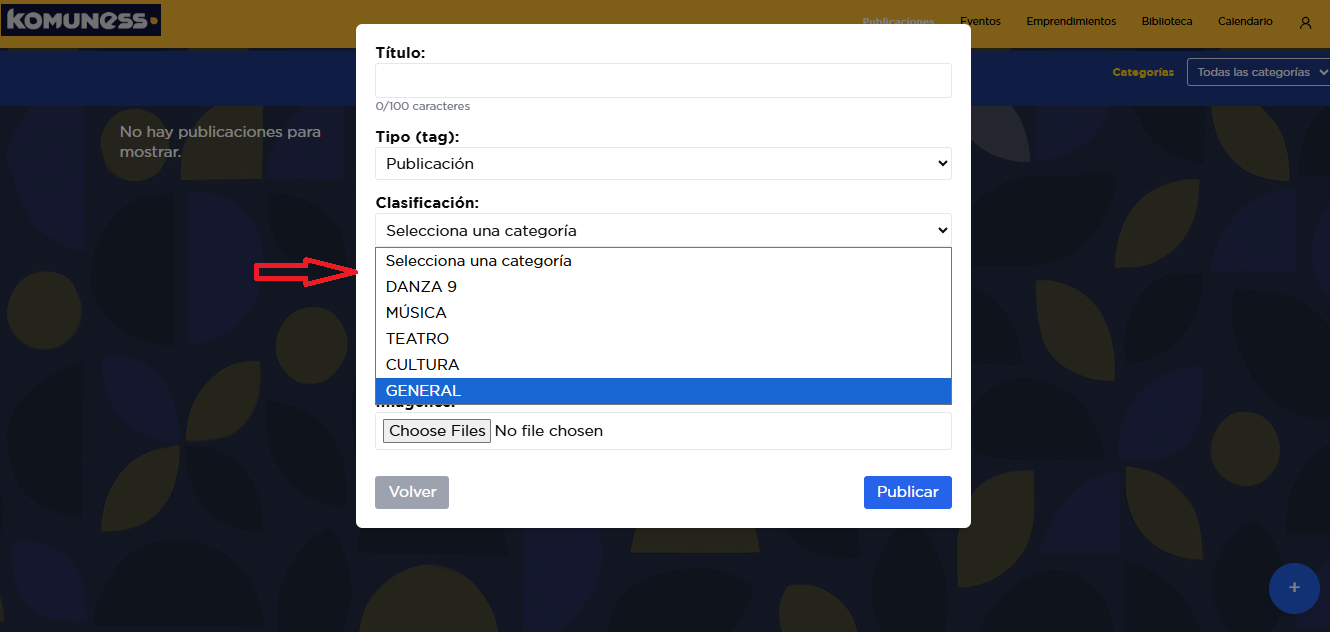 KOMUNESS
Publicaciones
Eventos
Emprendimientos
Biblioteca
Calendario
Categorías
Todas las categorías
No hay publicaciones para
mostrar.
Título:
0/100 caracteres
Tipo (tag):
Publicación
Clasificación:
Selecciona una categoría
Selecciona una categoría
DANZA 9
MÚSICA
TEATRO
CULTURA
GENERAL
Imágenes:
Choose Files No file chosen
Volver
Publicar
+